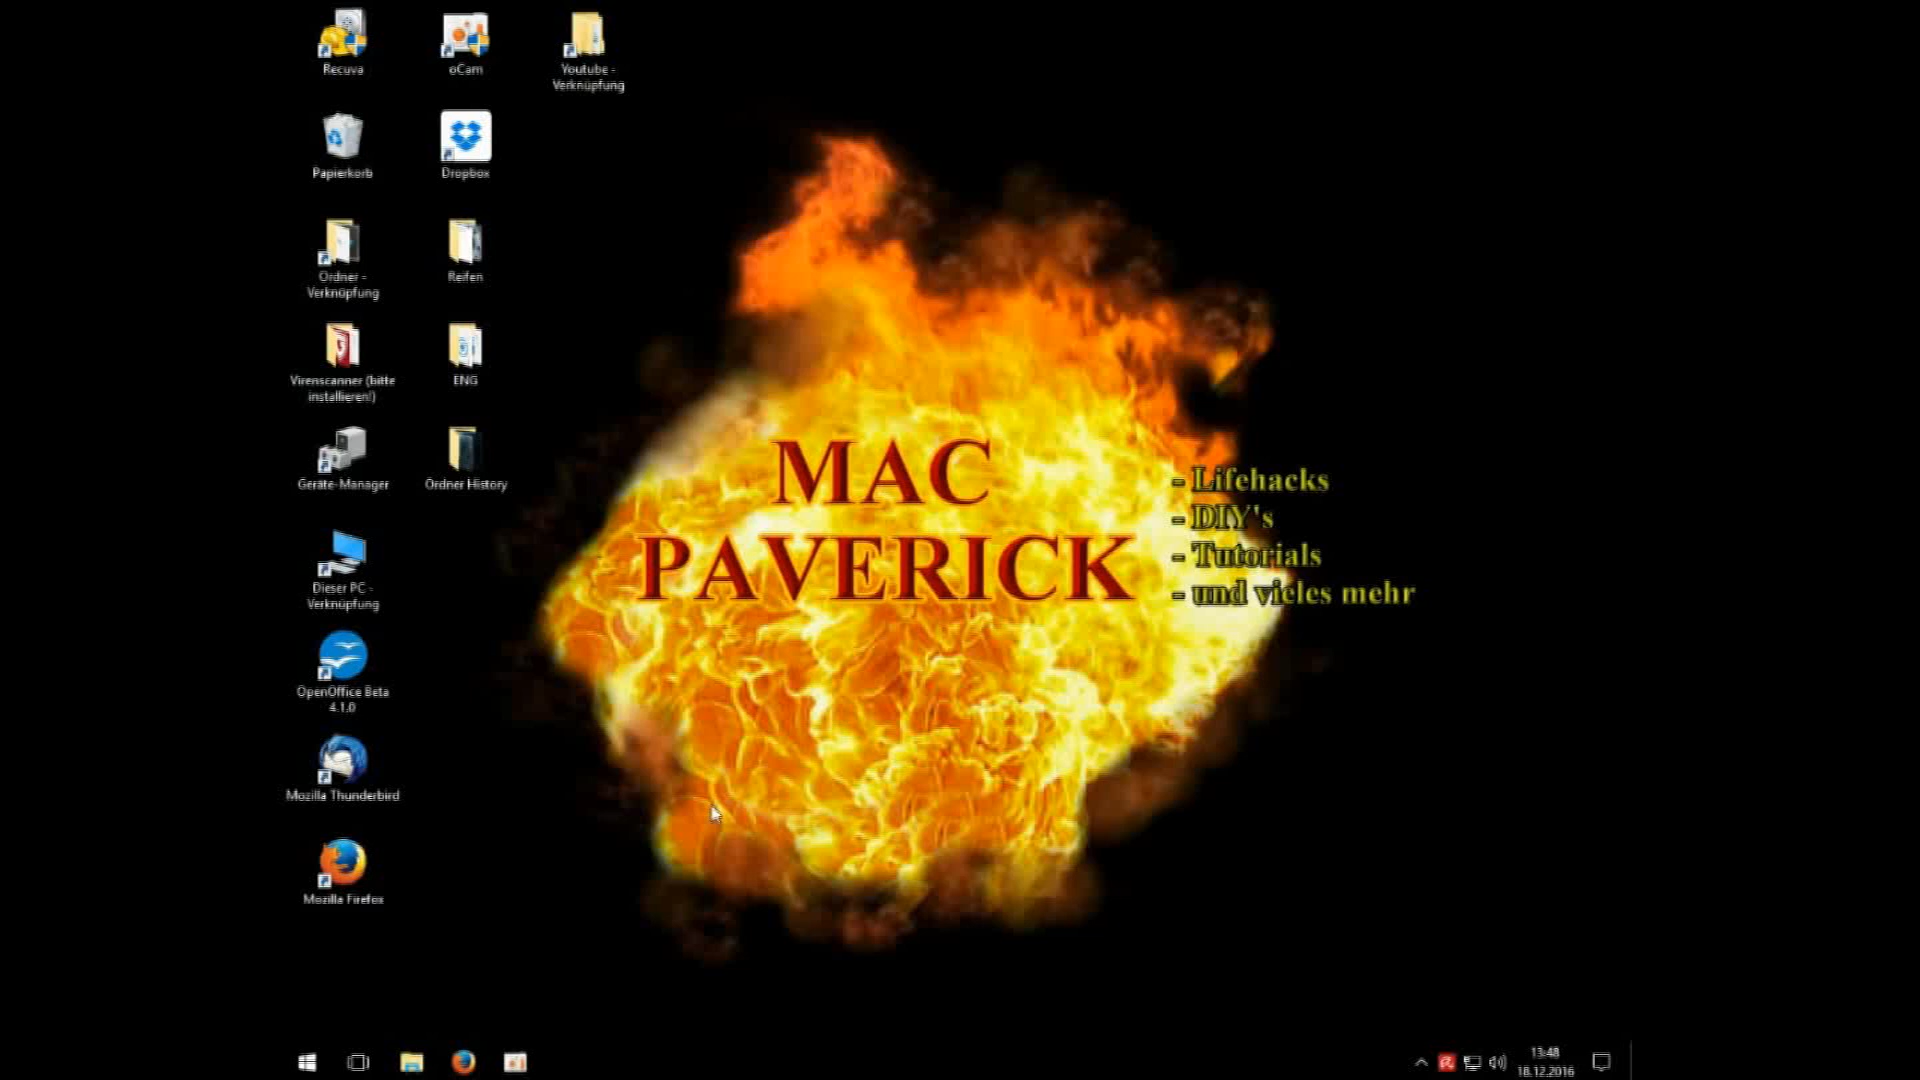 Recuva
oCam
Youtube -
Verknüpfung
Papierkorb
Dropbox
Ordner -
Verknüpfung
Reifen
Virenscanner (bitte
installieren!)
ENG
Geräte-Manager
Ordner History
Dieser PC -
Verknüpfung
OpenOffice Beta
4.1.0
Mozilla Thunderbird
Mozilla Firefox
MAC
PAVERICK
- Lifehacks
- DIY's
- Tutorials
- und vieles mehr
13:48
18.12.2016